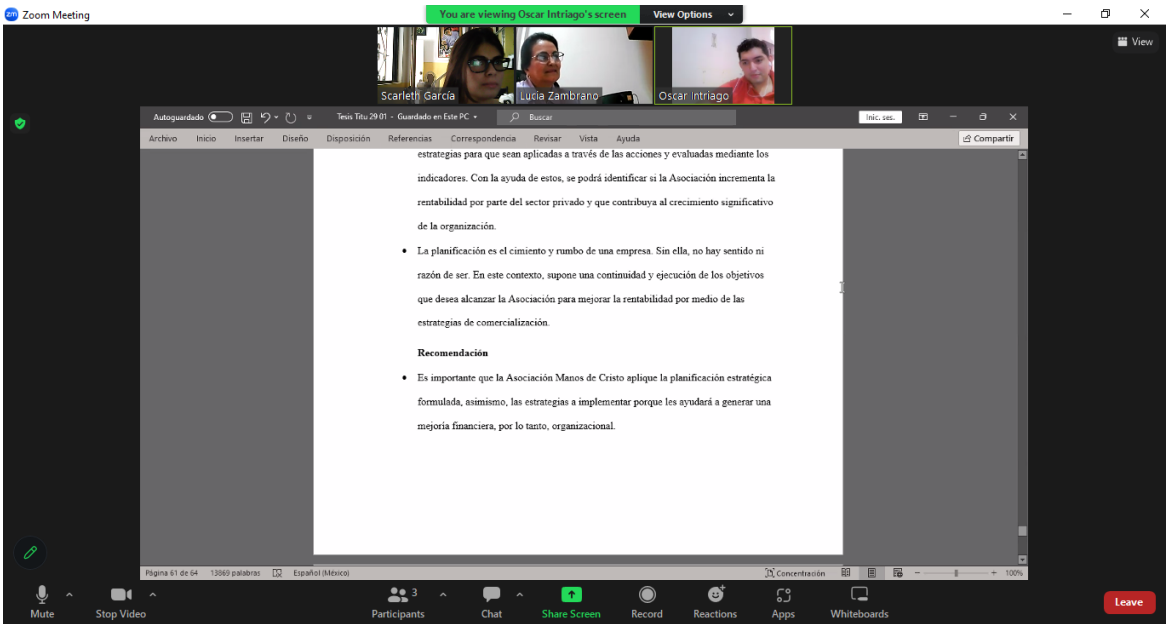 zm Zoom Meeting
You are viewing Oscar Intriago's screen View Options
View
Scarleth García Lucia Zambrano Oscar Intriago
Autoguardado Tesis Titu 29 01 - Guardado en Este PC Buscar Inic. ses.
Archivo Inicio Insertar Diseño Disposición Referencias Correspondencia Revisar Vista Ayuda Compartir
estrategias para que sean aplicadas a través de las acciones y evaluadas mediante los
indicadores. Con la ayuda de estos, se podrá identificar si la Asociación incrementa la
rentabilidad por parte del sector privado y que contribuya al crecimiento significativo
de la organización.
• La planificación es el cimiento y rumbo de una empresa. Sin ella, no hay sentido ni
razón de ser. En este contexto, supone una continuidad y ejecución de los objetivos
que desea alcanzar la Asociación para mejorar la rentabilidad por medio de las
estrategias de comercialización.
Recomendación
• Es importante que la Asociación Manos de Cristo aplique la planificación estratégica
formulada, asimismo, las estrategias a implementar porque les ayudará a generar una
mejoría financiera, por lo tanto, organizacional.
Página 61 de 64 13869 palabras Español (México) Concentración 100%
3
Mute Stop Video Participants Chat Share Screen Record Reactions Apps Whiteboards Leave